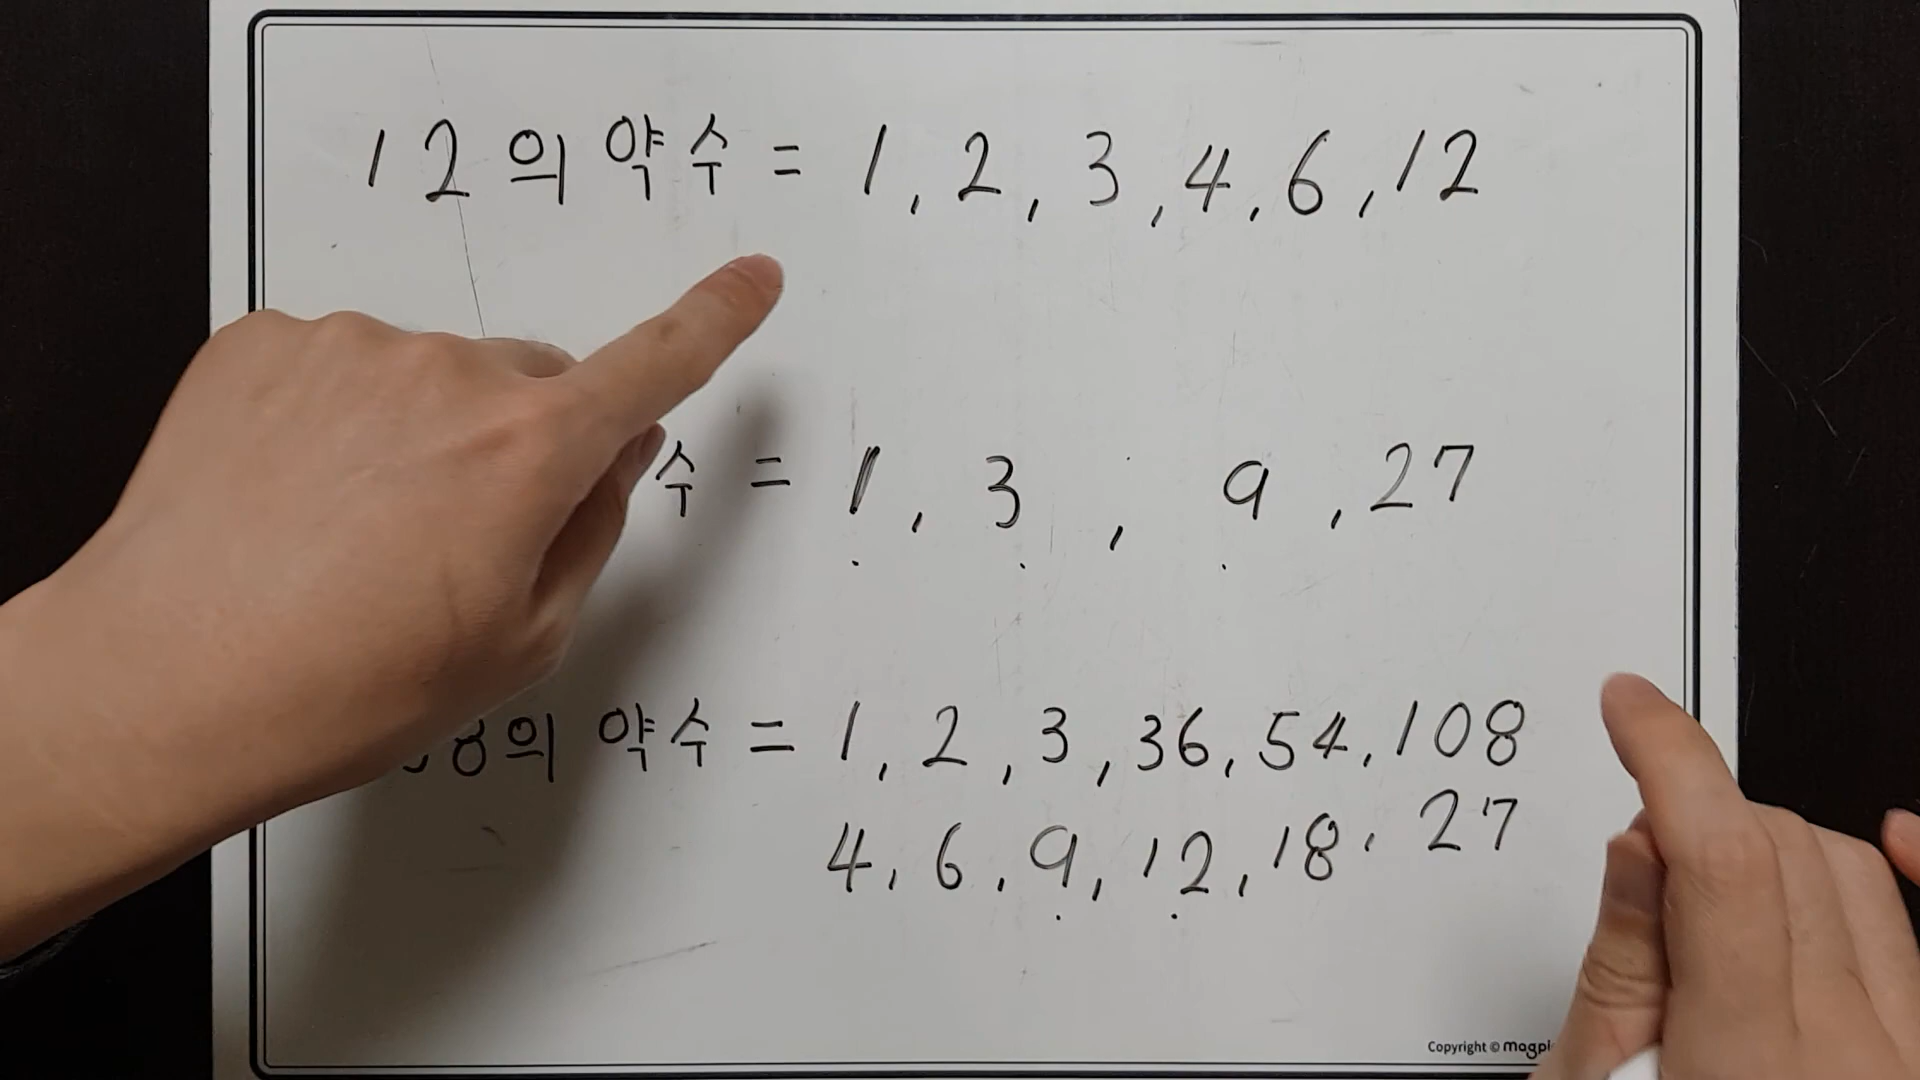 12의 약수 = 1, 2, 3, 4, 6, 12
수 = 1, 3, 9, 27
8의 약수 = 1, 2, 3, 36, 54, 108
4, 6, 9, 12, 18, 27
Copyright © magpi